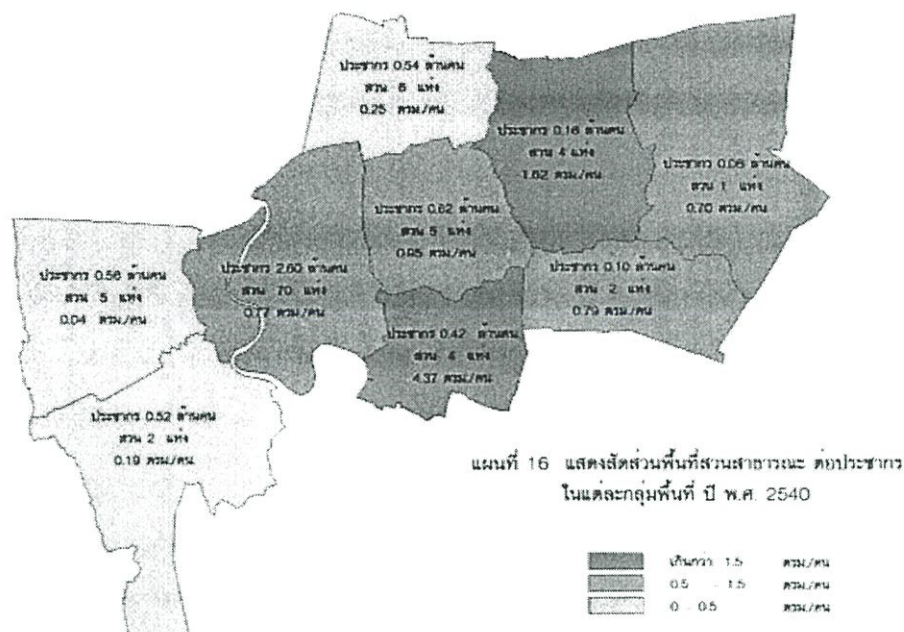 ประชากร 0.54 ล้านคน
สวน 6 แห่ง
0.25 ตรม./คน
ประชากร 0.18 ล้านคน
สวน 4 แห่ง
1.62 ตรม./คน
ประชากร 0.08 ล้านคน
สวน 1 แห่ง
0.70 ตรม./คน
ประชากร 0.62 ล้านคน
สวน 5 แห่ง
0.95 ตรม./คน
ประชากร 0.56 ล้านคน
สวน 5 แห่ง
0.04 ตรม./คน
ประชากร 2.60 ล้านคน
สวน 70 แห่ง
0.77 ตรม./คน
ประชากร 0.10 ล้านคน
สวน 2 แห่ง
0.79 ตรม./คน
ประชากร 0.42 ล้านคน
สวน 4 แห่ง
4.37 ตรม./คน
ประชากร 0.52 ล้านคน
สวน 2 แห่ง
0.19 ตรม./คน
แผนที่ 16 แสดงสัดส่วนพื้นที่สวนสาธารณะ ต่อประชากร
ในแต่ละกลุ่มพื้นที่ ปี พ.ศ. 2540
เกินกว่า 1.5 ตรม./คน
0.5 - 1.5 ตรม./คน
0 - 0.5 ตรม./คน